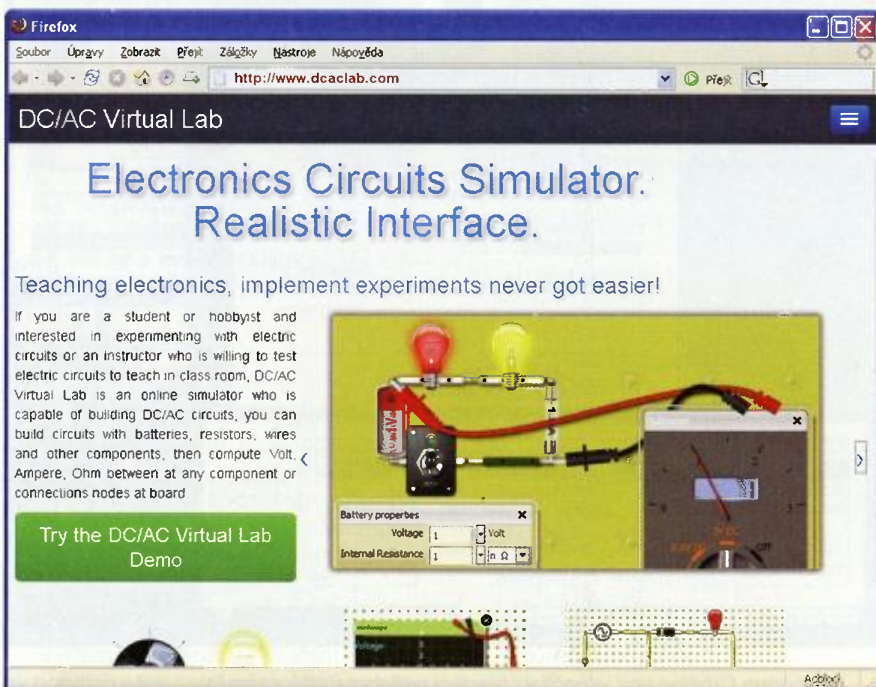 Firefox
Soubor Úpravy Zobrazit Přejít Záložky Nástroje Nápověda
http://www.dcaclab.com
DC/AC Virtual Lab
Electronics Circuits Simulator.
Realistic Interface.
Teaching electronics, implement experiments never got easier!
If you are a student or hobbyist and
interested in experimenting with electric
circuits or an instructor who is willing to test
electric circuits to teach in class room, DC/AC
Virtual Lab is an online simulator who is
capable of building DC/AC circuits, you can
build circuits with batteries, resistors, wires
and other components, then compute Volt,
Ampere, Ohm between at any component or
connections nodes at board
Try the DC/AC Virtual Lab
Demo
Battery properties
Voltage 1 Volt
Internal Resistance 1 n Ω